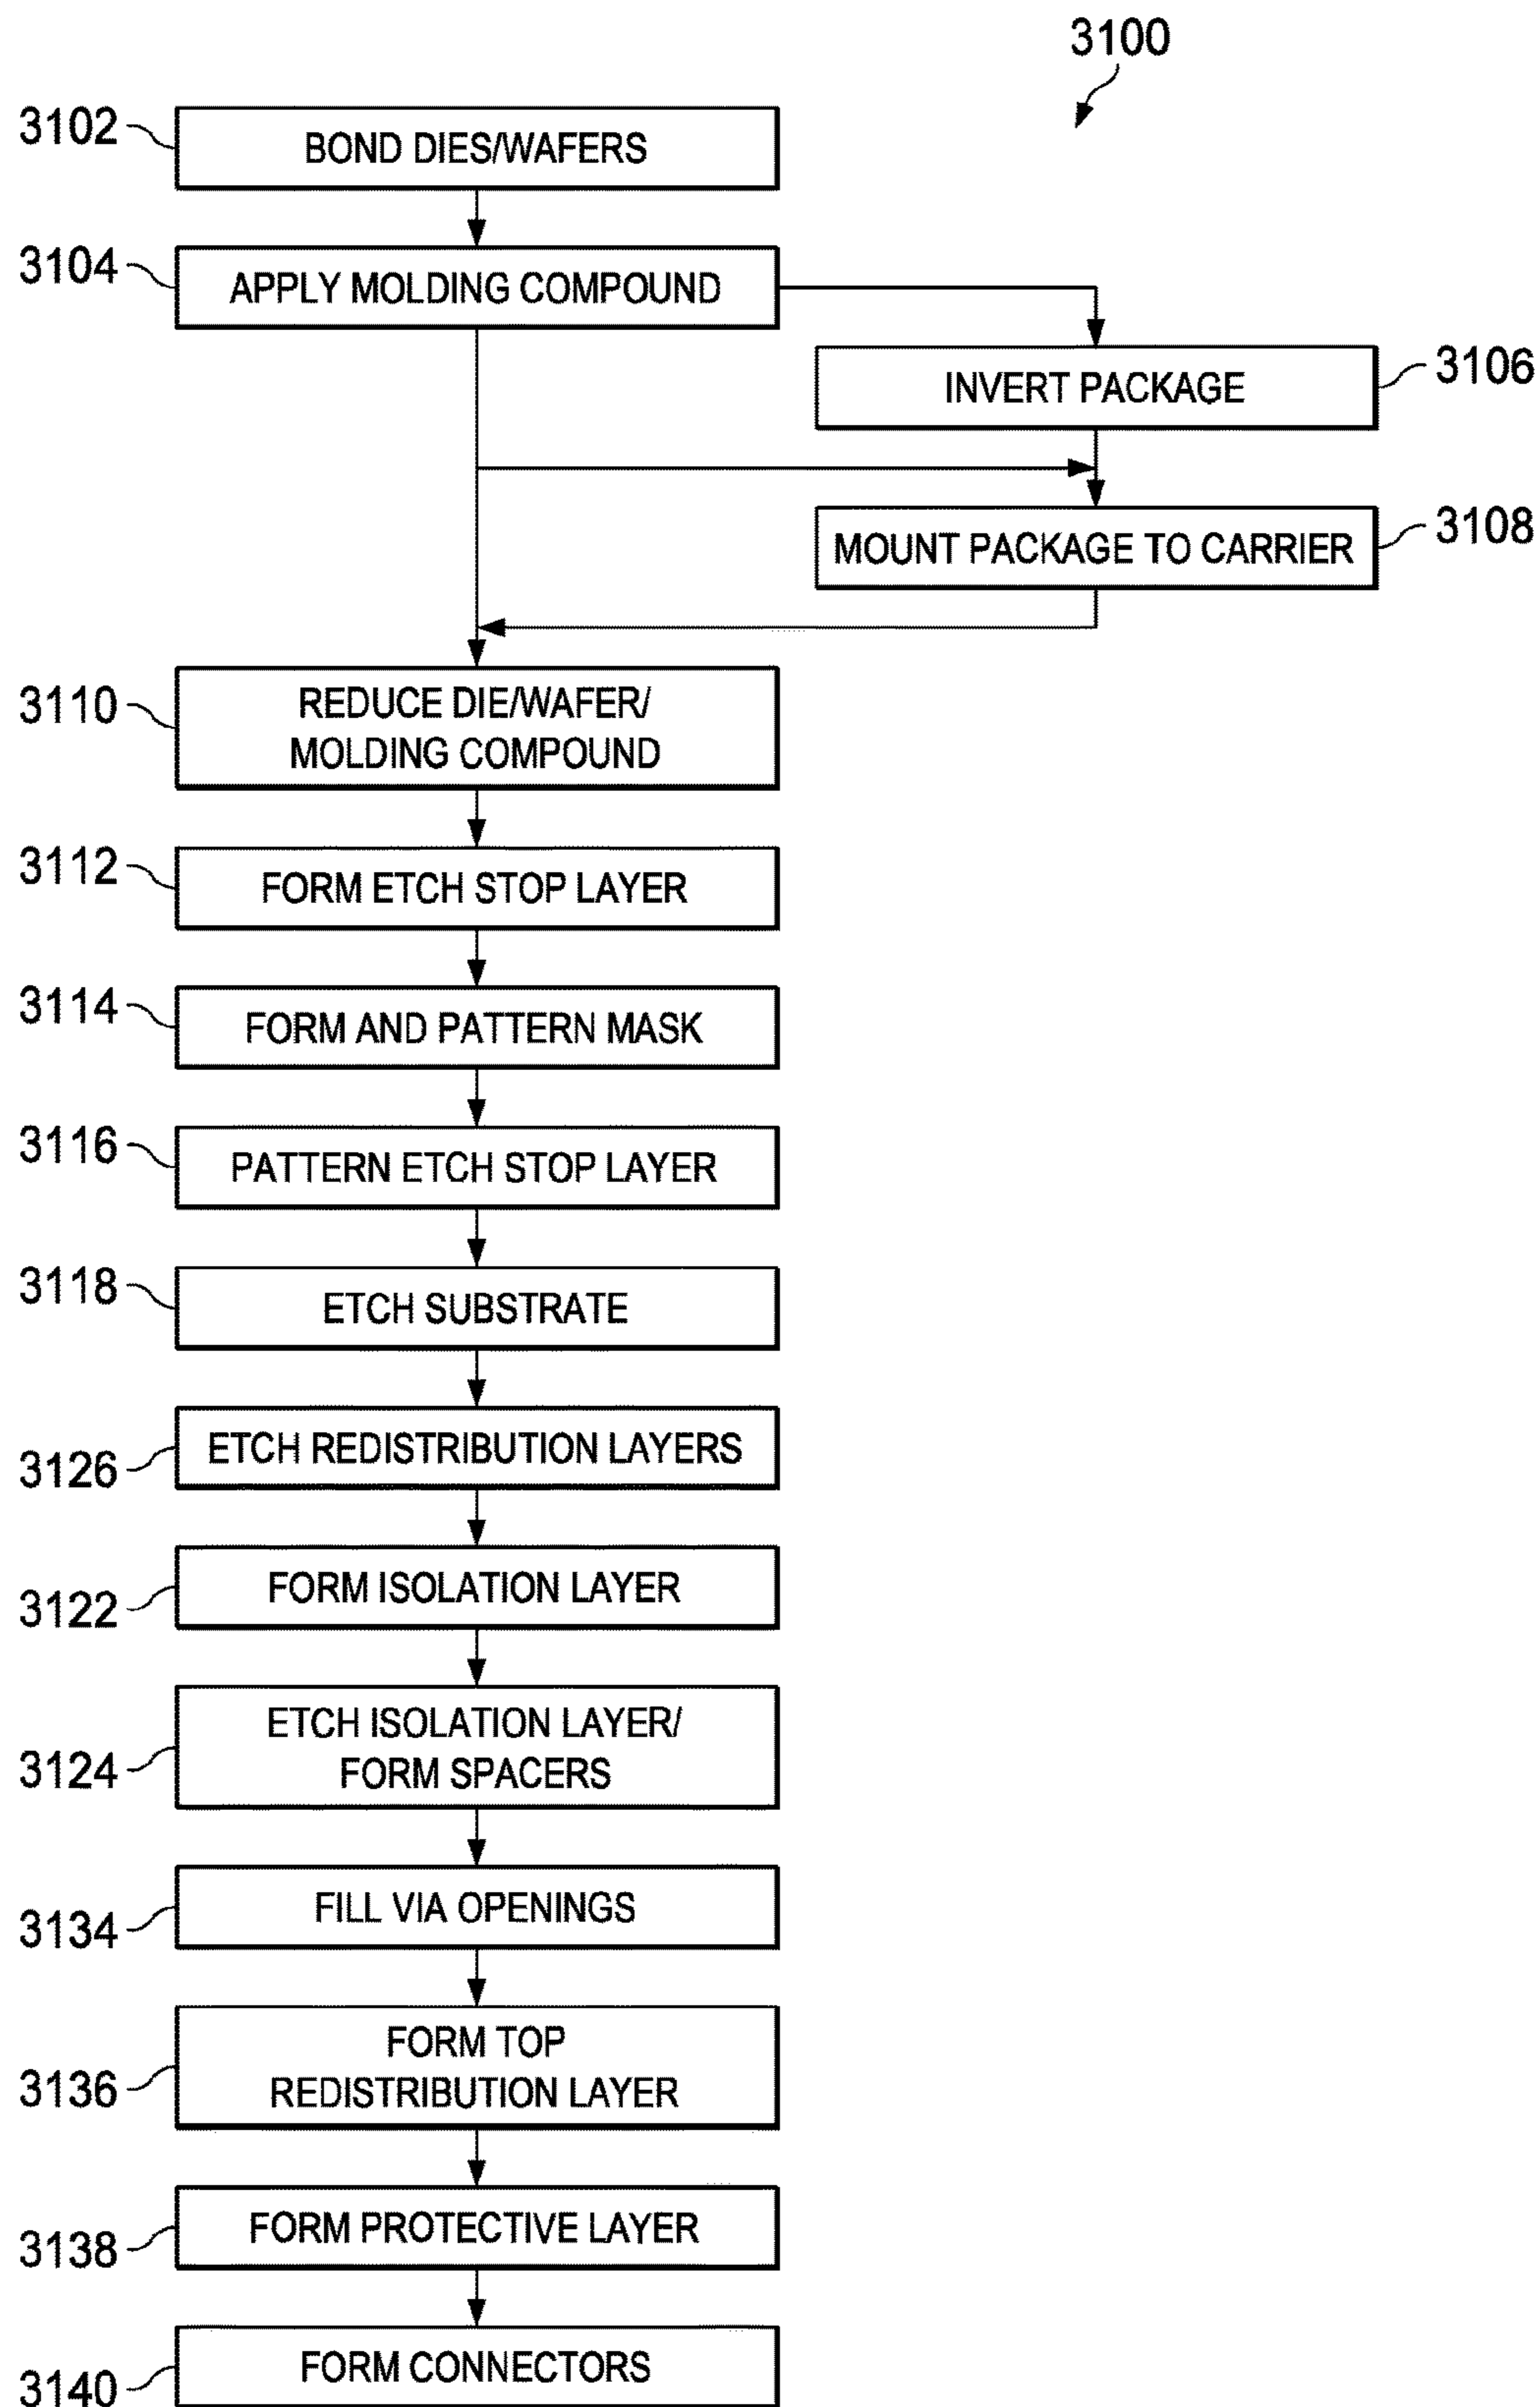 3100
3102
BOND DIES/WAFERS
3104
APPLY MOLDING COMPOUND
INVERT PACKAGE
3106
MOUNT PACKAGE TO CARRIER
3108
3110
REDUCE DIE/WAFER/
MOLDING COMPOUND
3112
FORM ETCH STOP LAYER
3114
FORM AND PATTERN MASK
3116
PATTERN ETCH STOP LAYER
3118
ETCH SUBSTRATE
3126
ETCH REDISTRIBUTION LAYERS
3122
FORM ISOLATION LAYER
3124
ETCH ISOLATION LAYER/
FORM SPACERS
3134
FILL VIA OPENINGS
3136
FORM TOP
REDISTRIBUTION LAYER
3138
FORM PROTECTIVE LAYER
3140
FORM CONNECTORS